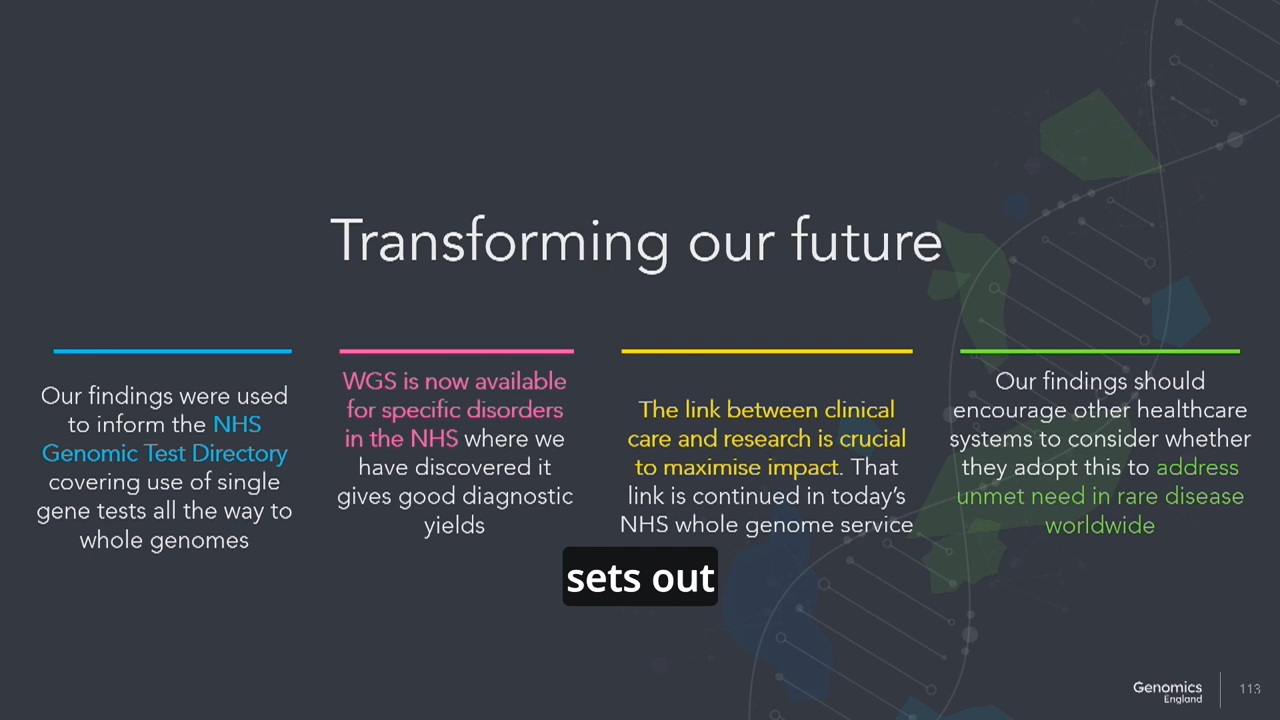 Transforming our future
Our findings were used
to inform the NHS
Genomic Test Directory
covering use of single
gene tests all the way to
whole genomes
WGS is now available
for specific disorders
in the NHS where we
have discovered it
gives good diagnostic
yields
The link between clinical
care and research is crucial
to maximise impact. That
link is continued in today’s
NHS whole genome service
Our findings should
encourage other healthcare
systems to consider whether
they adopt this to address
unmet need in rare disease
worldwide
sets out
Genomics
England
113